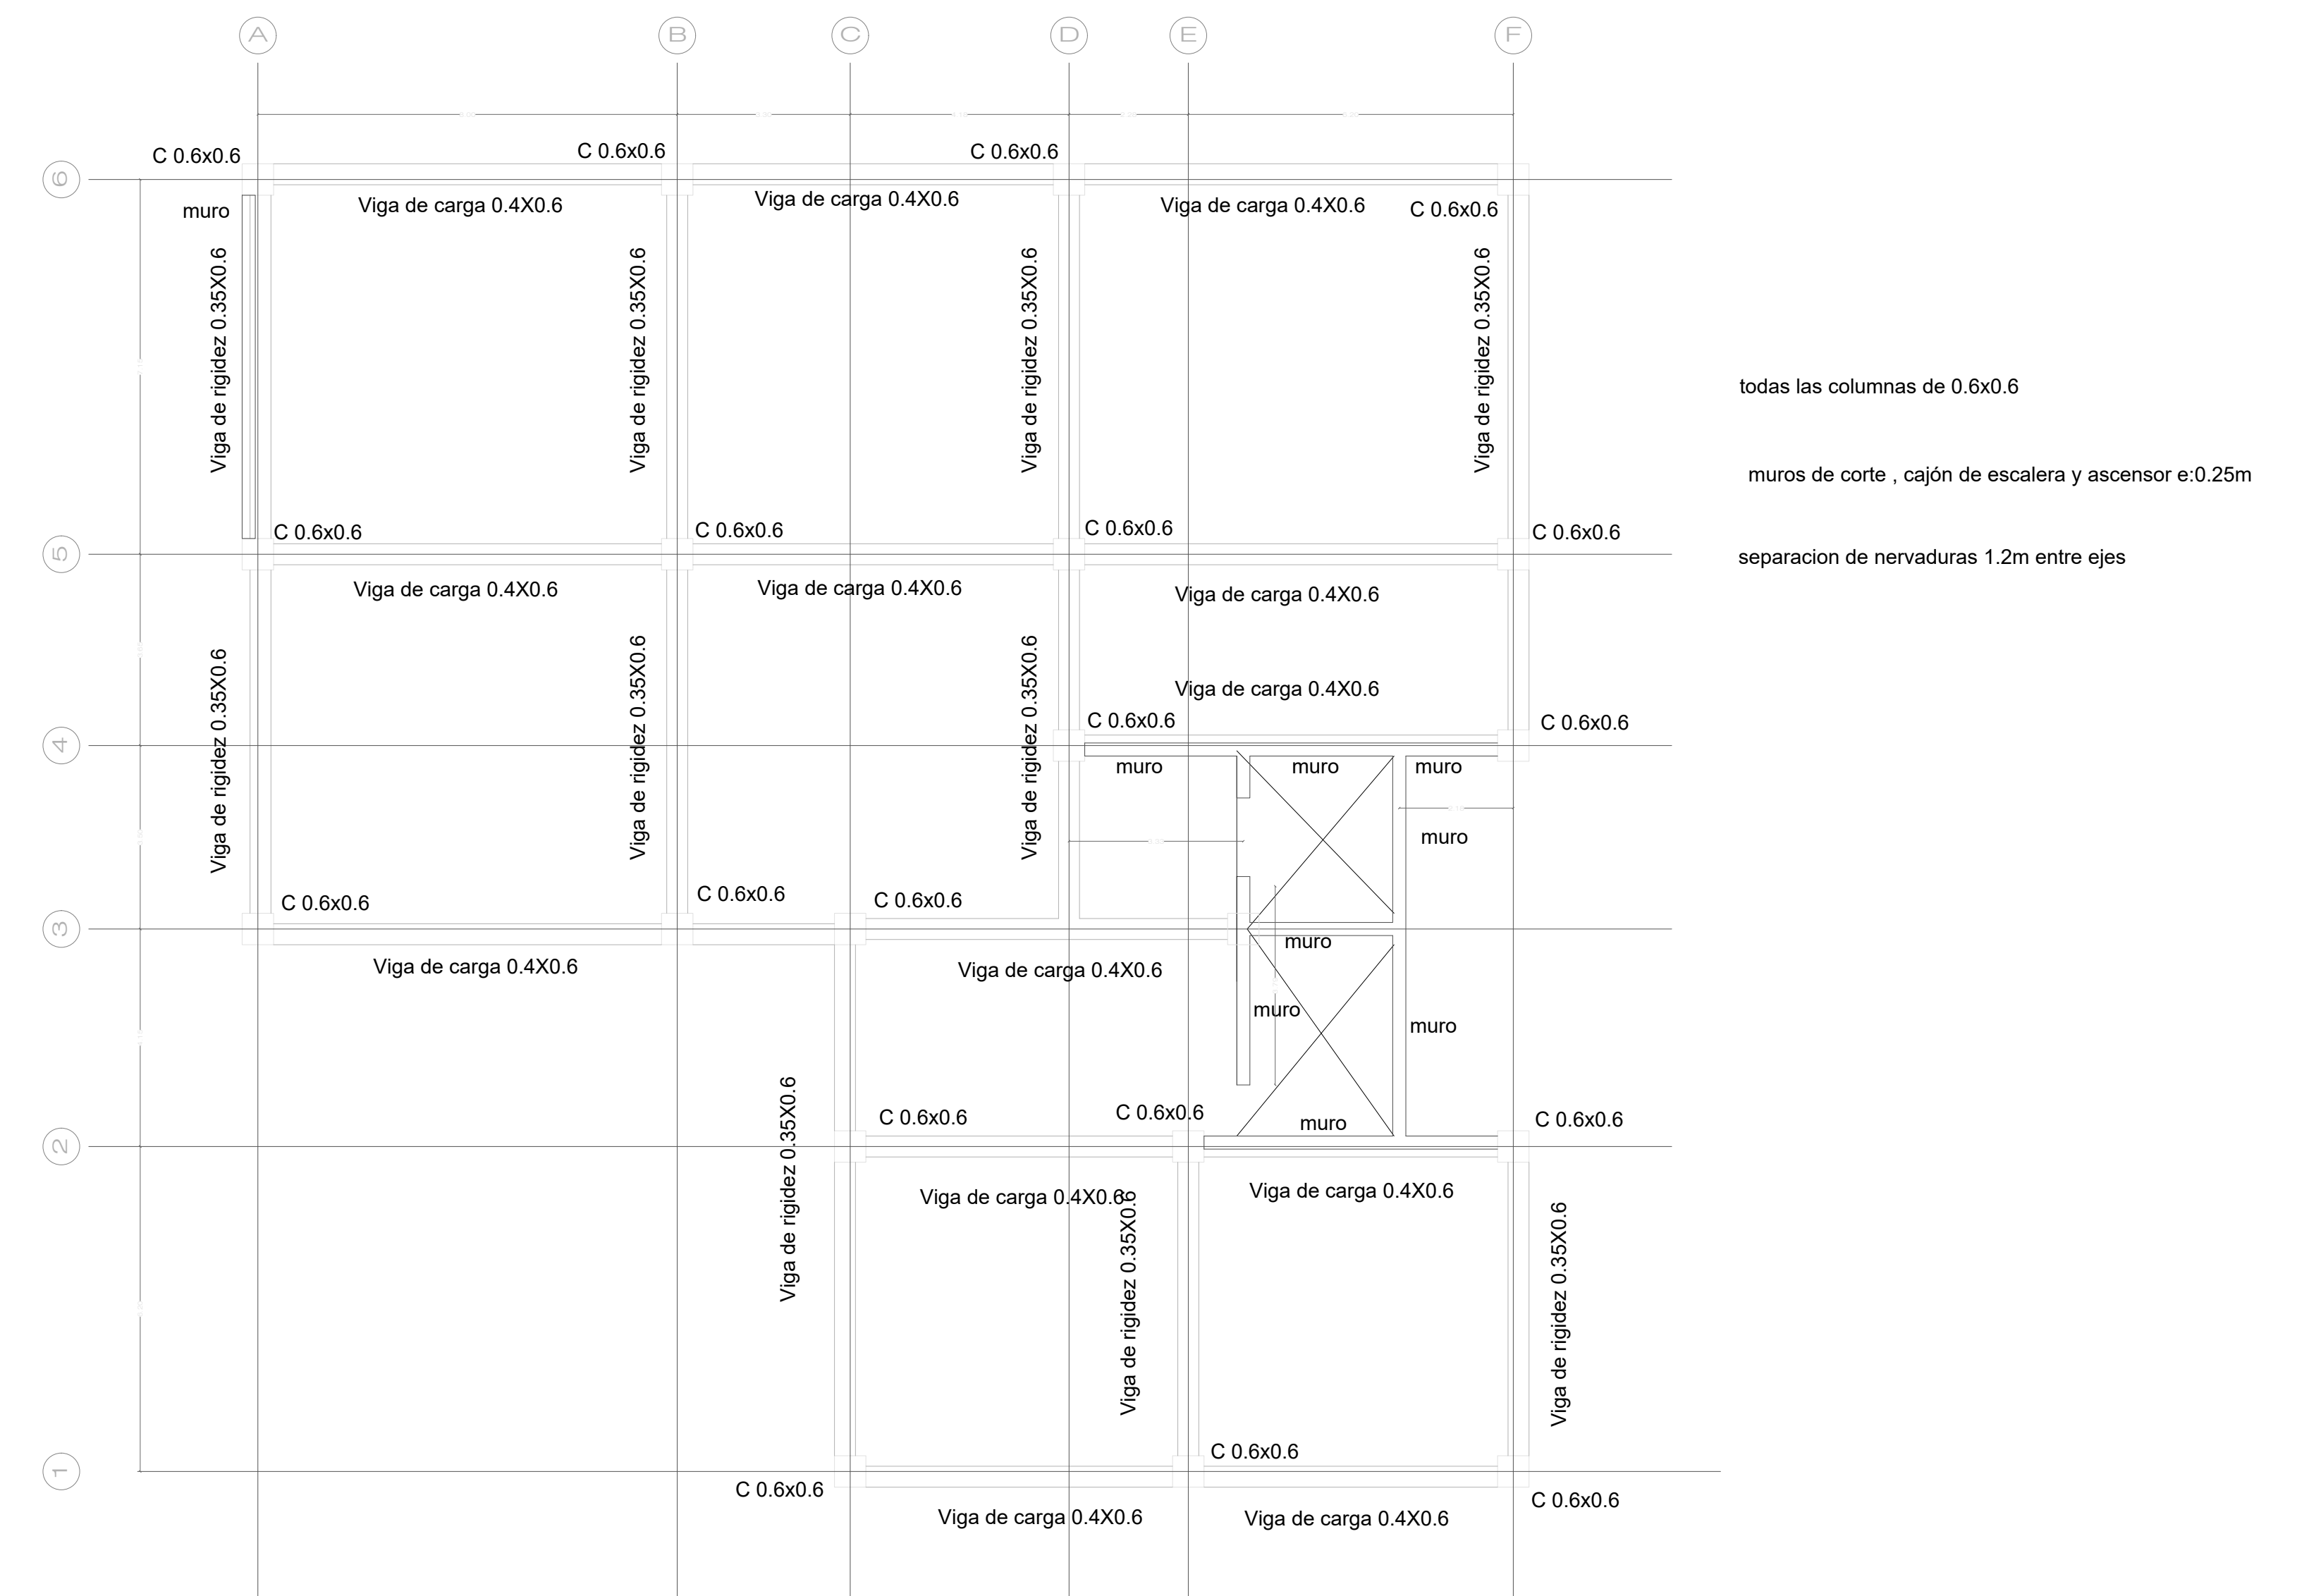 A B C D E F
C 0.6x0.6 C 0.6x0.6 C 0.6x0.6
6
muro Viga de carga 0.4X0.6 Viga de carga 0.4X0.6 Viga de carga 0.4X0.6 C 0.6x0.6
Viga de rigidez 0.35X0.6 Viga de rigidez 0.35X0.6 Viga de rigidez 0.35X0.6 Viga de rigidez 0.35X0.6
todas las columnas de 0.6x0.6
muros de corte , cajón de escalera y ascensor e:0.25m
C 0.6x0.6 C 0.6x0.6 C 0.6x0.6 C 0.6x0.6
5
separacion de nervaduras 1.2m entre ejes
Viga de carga 0.4X0.6 Viga de carga 0.4X0.6 Viga de carga 0.4X0.6
Viga de carga 0.4X0.6
Viga de rigidez 0.35X0.6 Viga de rigidez 0.35X0.6 Viga de rigidez 0.35X0.6
C 0.6x0.6 C 0.6x0.6
4
muro muro muro
muro
C 0.6x0.6 C 0.6x0.6 C 0.6x0.6
3
muro
Viga de carga 0.4X0.6 Viga de carga 0.4X0.6
muro muro
C 0.6x0.6 C 0.6x0.6 muro C 0.6x0.6
2
Viga de rigidez 0.35X0.6
Viga de carga 0.4X0.6 Viga de carga 0.4X0.6
Viga de rigidez 0.35X0.6 Viga de rigidez 0.35X0.6
C 0.6x0.6
1
C 0.6x0.6 C 0.6x0.6
Viga de carga 0.4X0.6 Viga de carga 0.4X0.6